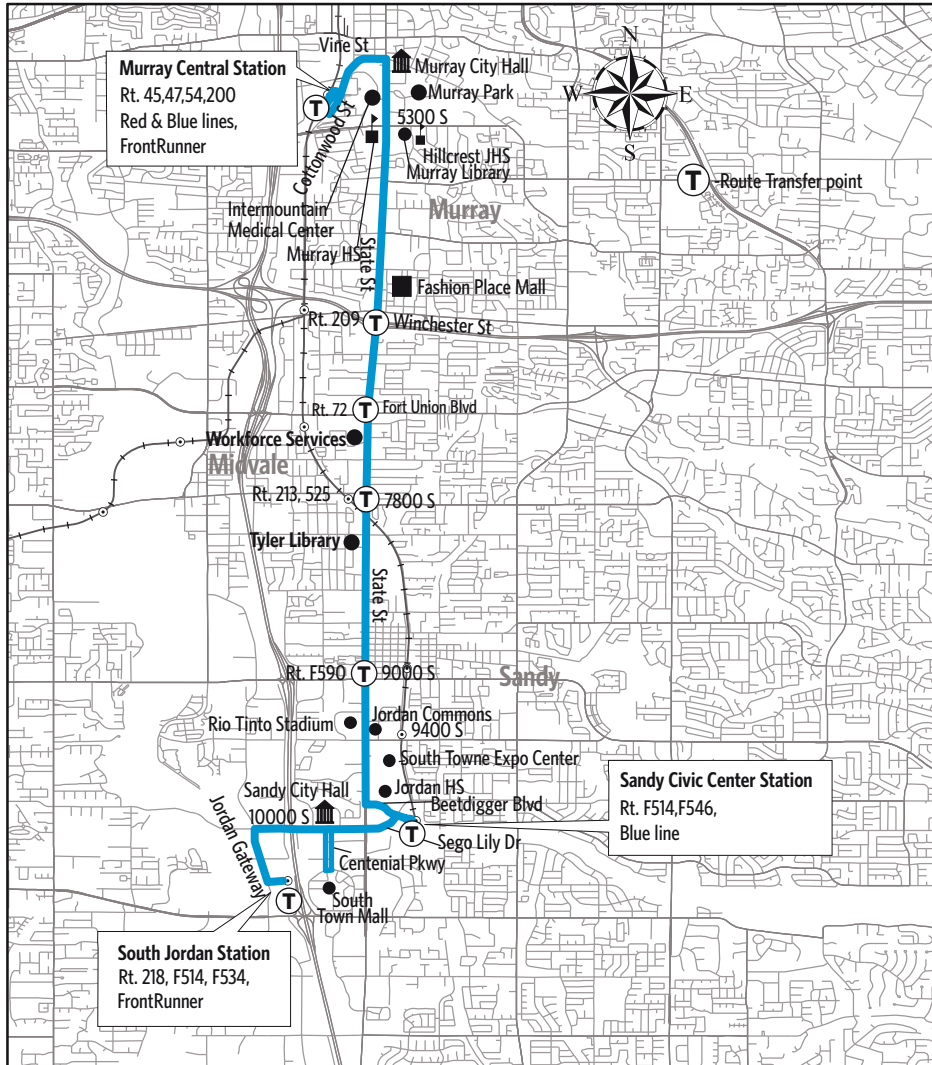 Vine St
Murray Central Station
Rt. 45,47,54,200
Red & Blue lines,
FrontRunner
T
Cottonwood St
Murray City Hall
Murray Park
5300 S
Hillcrest JHS
Murray Library
N
W
E
S
T
Route Transfer point
Intermountain
Medical Center
Murray HS
Murray
State St
Fashion Place Mall
Rt. 209
T
Winchester St
Rt. 72
T
Fort Union Blvd
Workforce Services
Midvale
Rt. 213, 525
T
7800 S
Tyler Library
State St
Rt. F590
T
9000 S
Sandy
Rio Tinto Stadium
Jordan Commons
9400 S
South Towne Expo Center
Jordan HS
Sandy City Hall
Beetdigger Blvd
10000 S
T
Sego Lily Dr
Sandy Civic Center Station
Rt. F514,F546,
Blue line
Jordan Gateway
Centenial Pkwy
T
South
Town Mall
South Jordan Station
Rt. 218, F514, F534,
FrontRunner